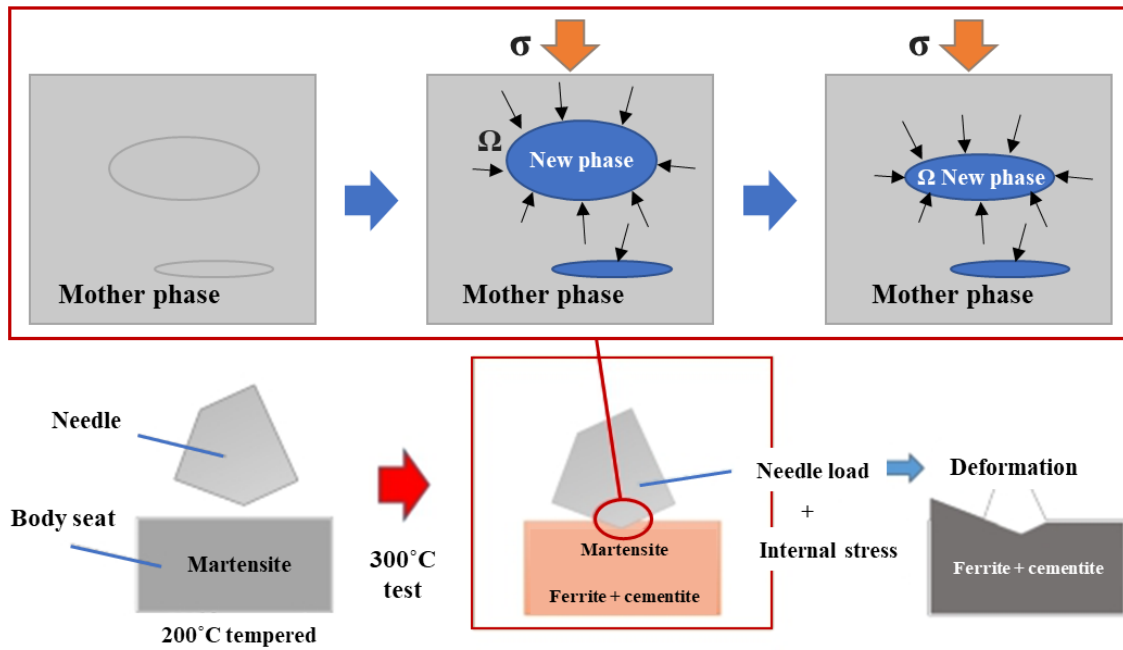 σ
σ
Ω
New phase
Ω New phase
Mother phase
Mother phase
Mother phase
Needle
Body seat
Martensite
200˚C tempered
300˚C
test
Martensite
Ferrite + cementite
Needle load
+
Internal stress
Deformation
Ferrite + cementite